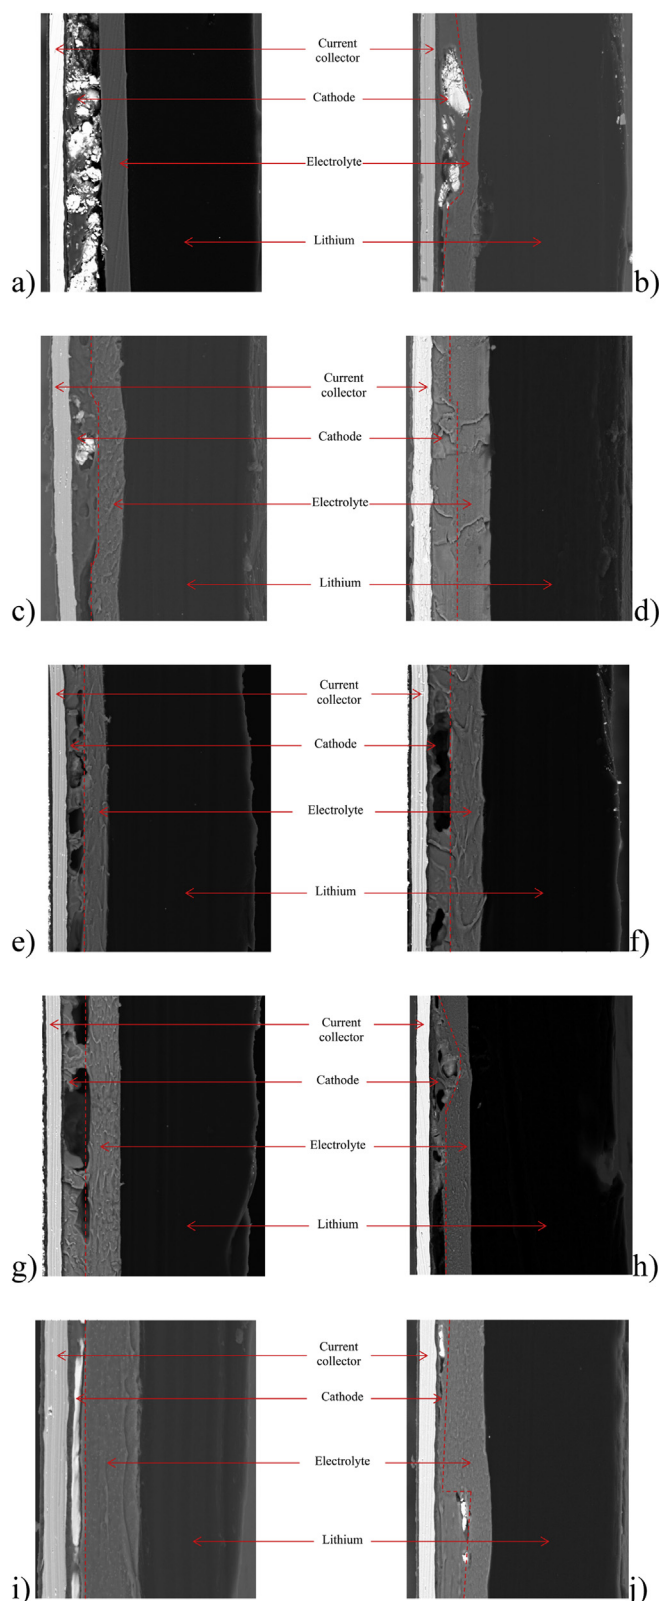 Current
collector
Cathode
Electrolyte
Lithium
a)
b)
Current
collector
Cathode
Electrolyte
Lithium
c)
d)
Current
collector
Cathode
Electrolyte
Lithium
e)
f)
Current
collector
Cathode
Electrolyte
Lithium
g)
h)
Current
collector
Cathode
Electrolyte
Lithium
i)
j)